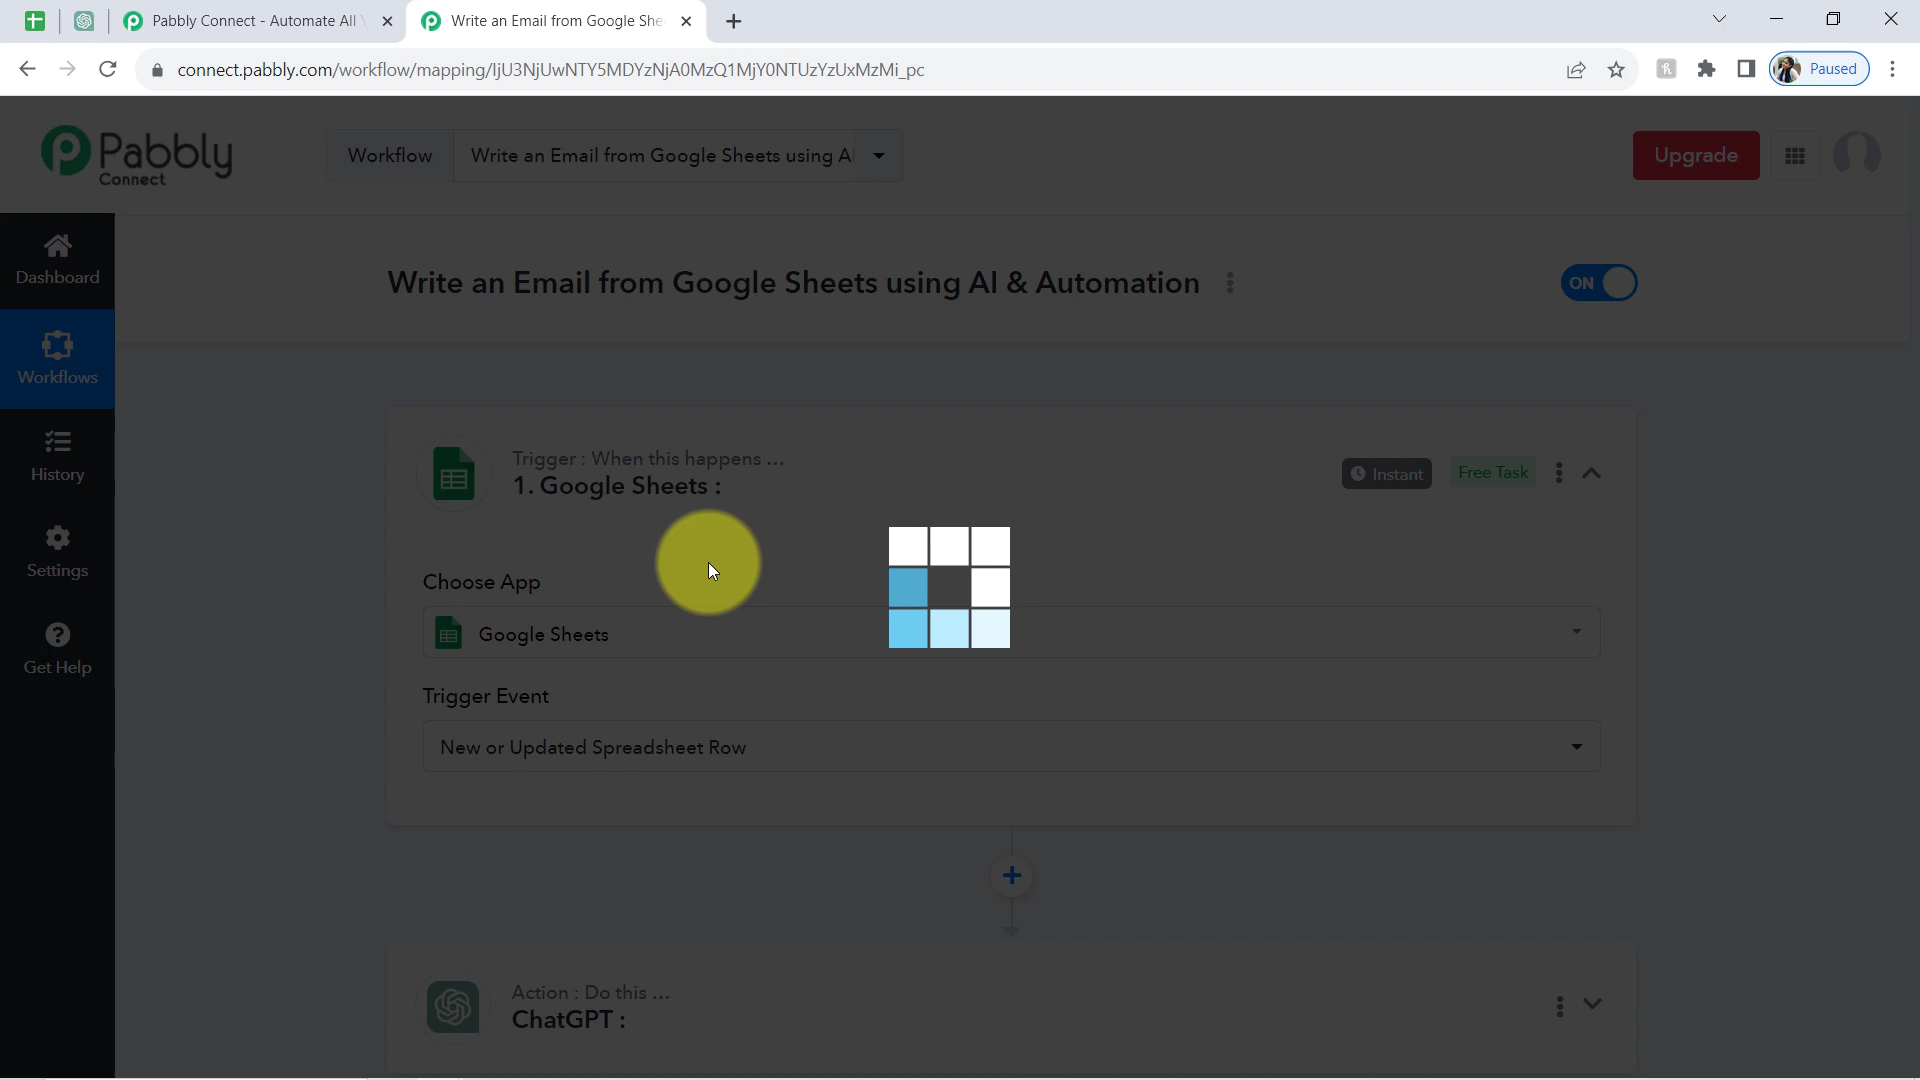 Pabbly Connect - Automate All
Write an Email from Google She
connect.pabbly.com/workflow/mapping/IjU3NjUwNTY5MDYzNjA0MzQ1MjY0NTUzYzUxMzMi_pc
Paused
Pabbly
Connect
Workflow
Write an Email from Google Sheets using AI
Upgrade
Dashboard
Workflows
History
Settings
Get Help
Write an Email from Google Sheets using AI & Automation
ON
Trigger : When this happens ...
1. Google Sheets :
Instant
Free Task
Choose App
Google Sheets
Trigger Event
New or Updated Spreadsheet Row
Action : Do this ...
ChatGPT :